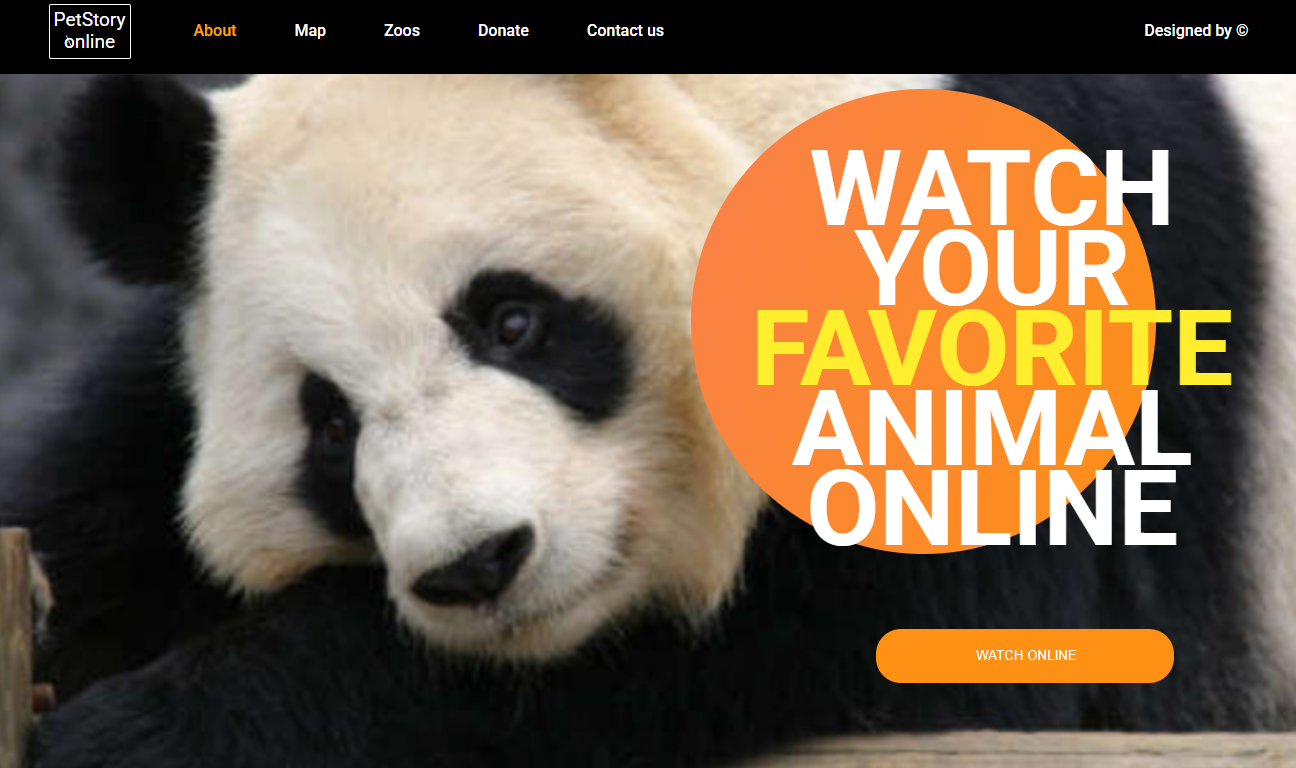 PetStory
online
About Map Zoos Donate Contact us Designed by ©
WATCH
YOUR
FAVORITE
ANIMAL
ONLINE
WATCH ONLINE